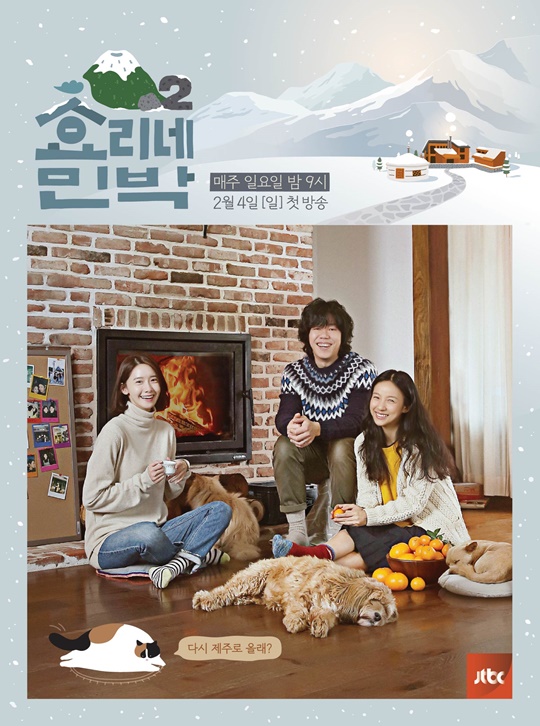 효리네2
민박
매주 일요일 밤 9시
2월 4일 [일] 첫 방송
다시 제주로 올래?
jtbc